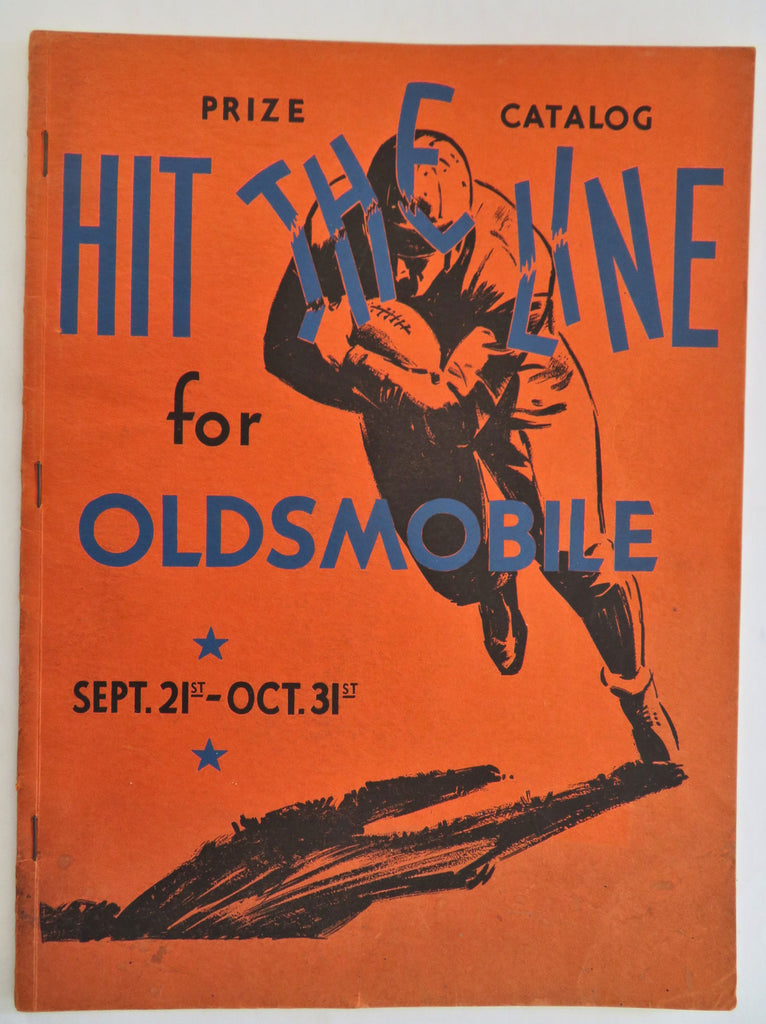 PRIZE CATALOG
HIT THE LINE
for
OLDSMOBILE
SEPT. 21ST - OCT. 31ST